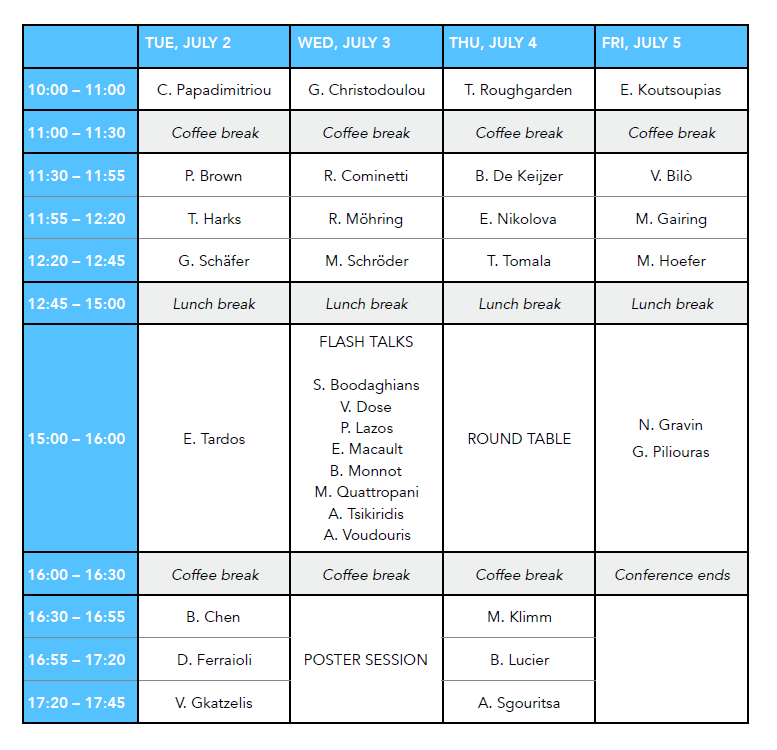 TUE, JULY 2 WED, JULY 3 THU, JULY 4 FRI, JULY 5
10:00 – 11:00 C. Papadimitriou G. Christodoulou T. Roughgarden E. Koutsoupias
11:00 – 11:30 Coffee break Coffee break Coffee break Coffee break
11:30 – 11:55 P. Brown R. Cominetti B. De Keijzer V. Bilò
11:55 – 12:20 T. Harks R. Möhring E. Nikolova M. Gairing
12:20 – 12:45 G. Schäfer M. Schröder T. Tomala M. Hoefer
12:45 – 15:00 Lunch break Lunch break Lunch break Lunch break
15:00 – 16:00
E. Tardos
FLASH TALKS
S. Boodaghians
V. Dose
P. Lazos
E. Macault
B. Monnot
M. Quattropani
A. Tsikiridis
A. Voudouris
ROUND TABLE
N. Gravin
G. Piliouras
16:00 – 16:30 Coffee break Coffee break Coffee break Conference ends
16:30 – 16:55 B. Chen M. Klimm
16:55 – 17:20 D. Ferraioli POSTER SESSION B. Lucier
17:20 – 17:45 V. Gkatzelis A. Sgouritsa